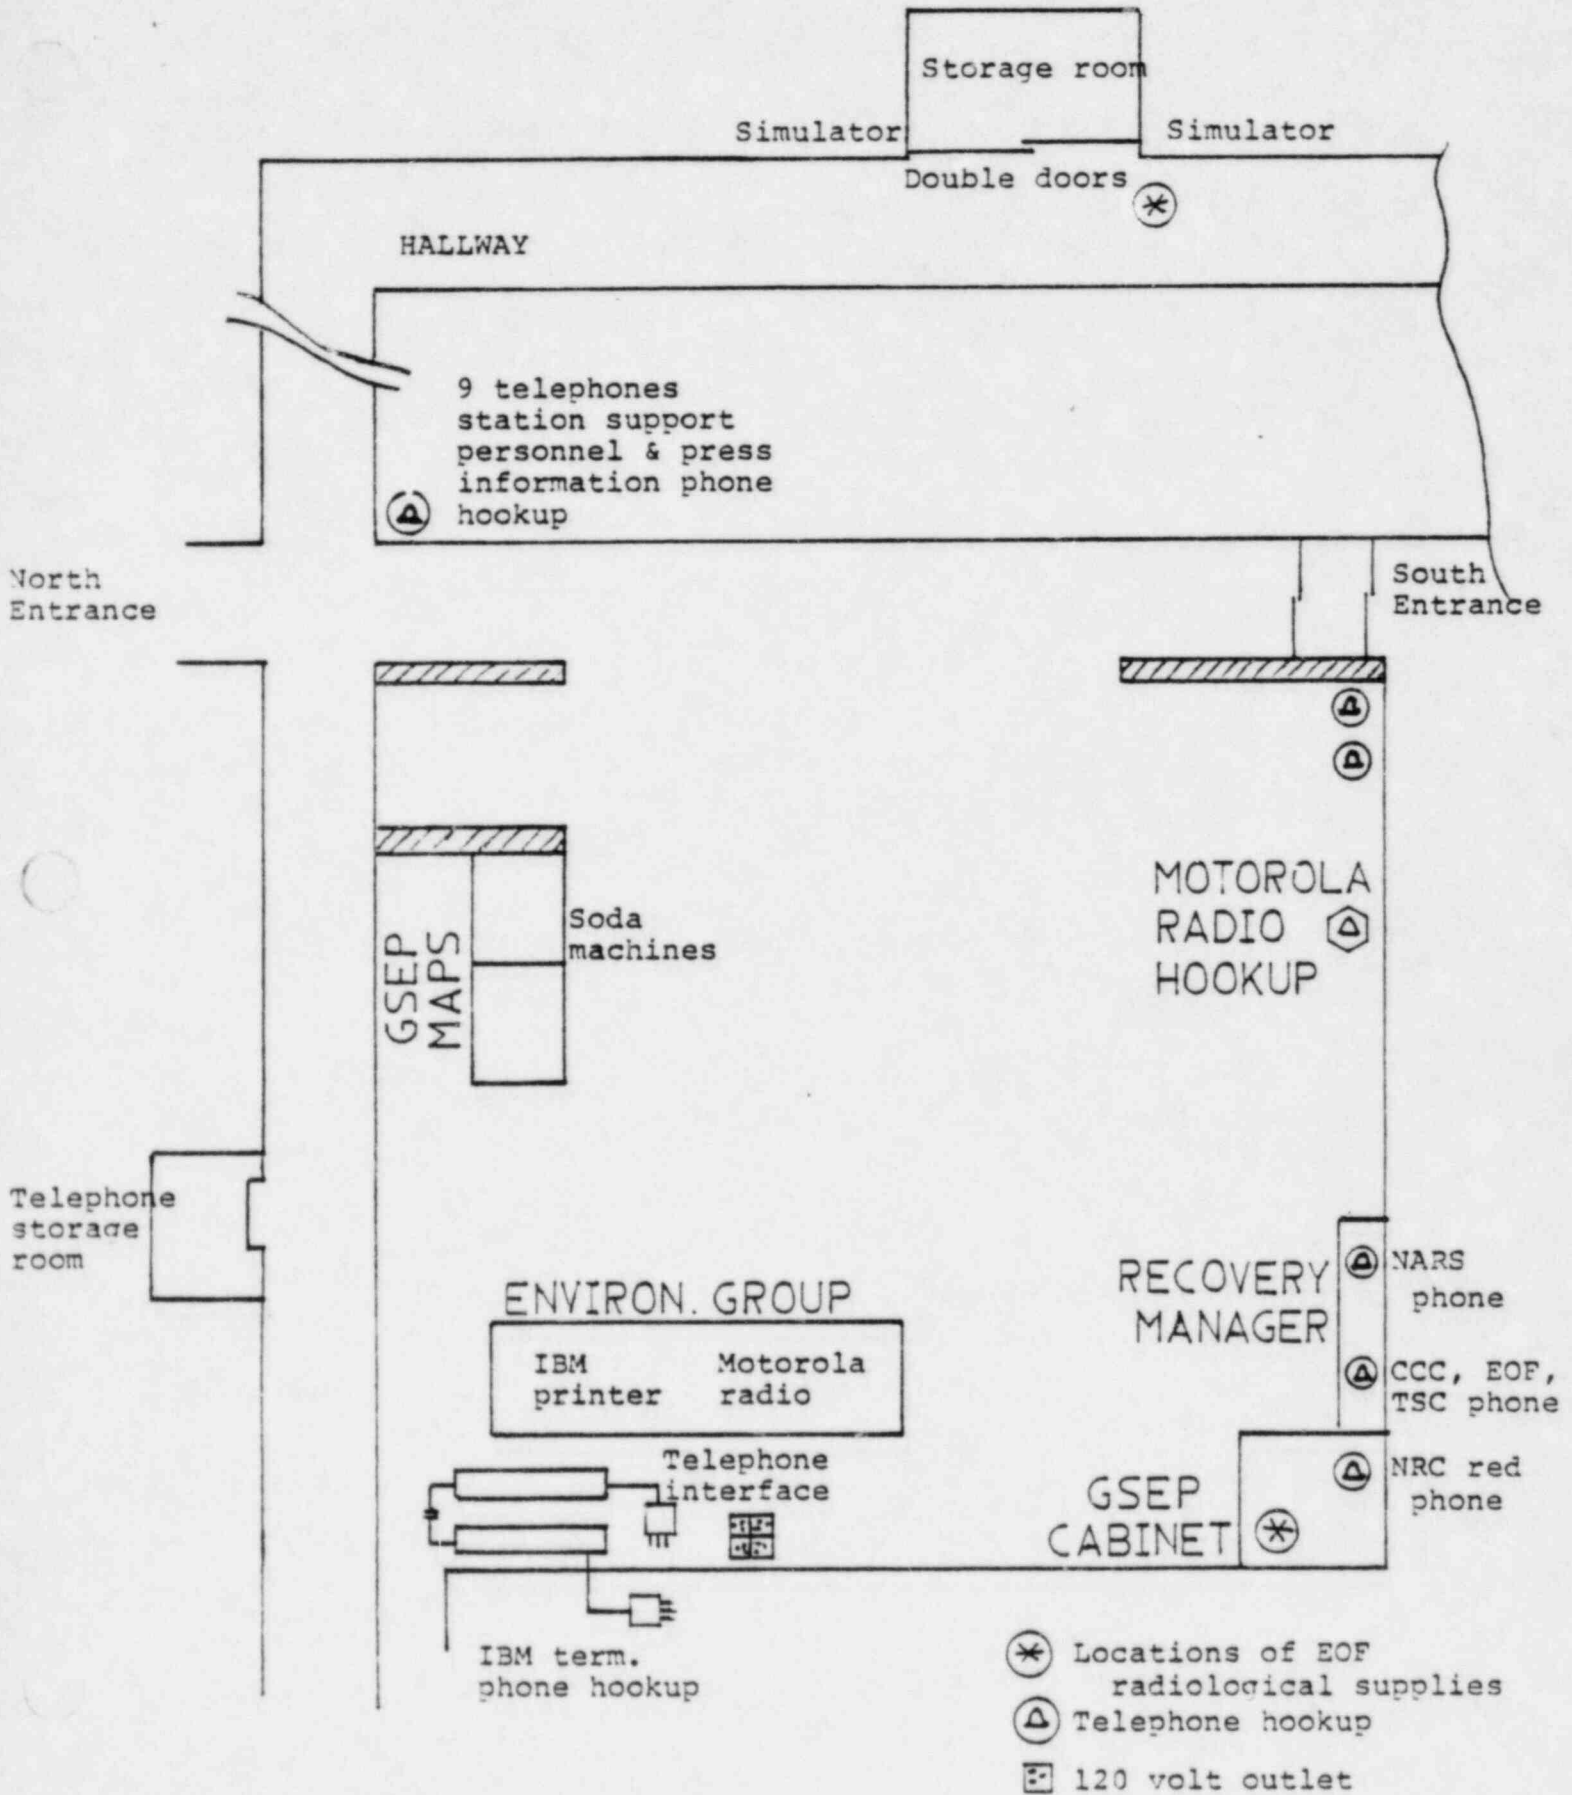 Storage room
Simulator
Simulator
Double doors
HALLWAY
9 telephones
station support
personnel & press
information phone
hookup
North
Entrance
South
Entrance
MOTOROLA
RADIO
HOOKUP
GSEP
MAPS
Soda
machines
Telephone
storage
room
RECOVERY
MANAGER
NARS
phone
CCC, EOF,
TSC phone
ENVIRON. GROUP
IBM
printer
Motorola
radio
Telephone
interface
GSEP
CABINET
NRC red
phone
IBM term.
phone hookup
Locations of EOF
radiological supplies
Telephone hookup
120 volt outlet